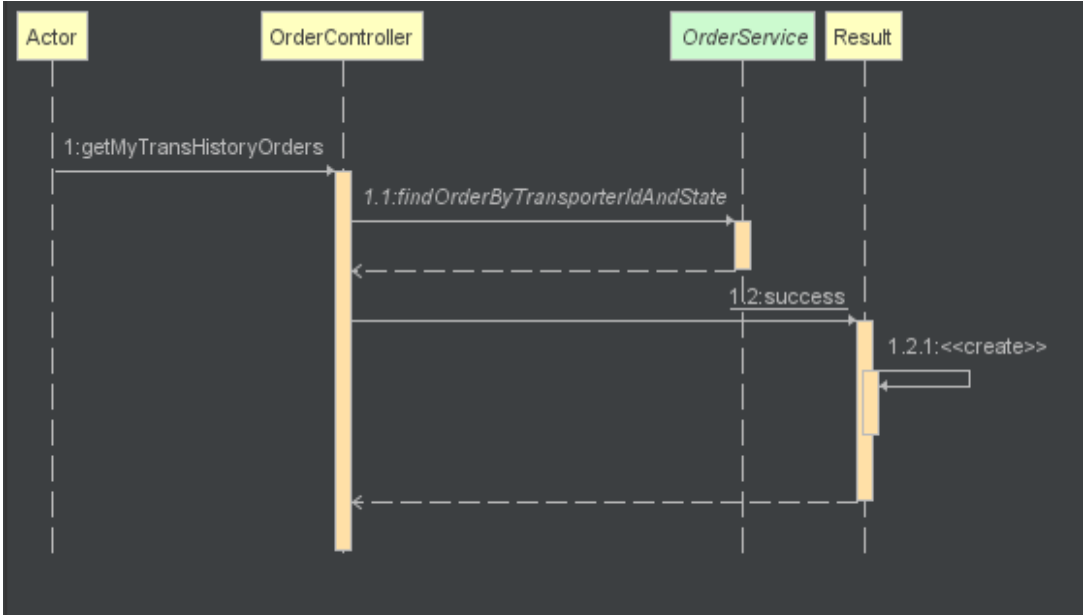 Actor OrderController OrderService Result
1:getMyTransHistoryOrders
1.1:findOrderByTransporterIdAndState
1.2:success
1.2.1:<<create>>